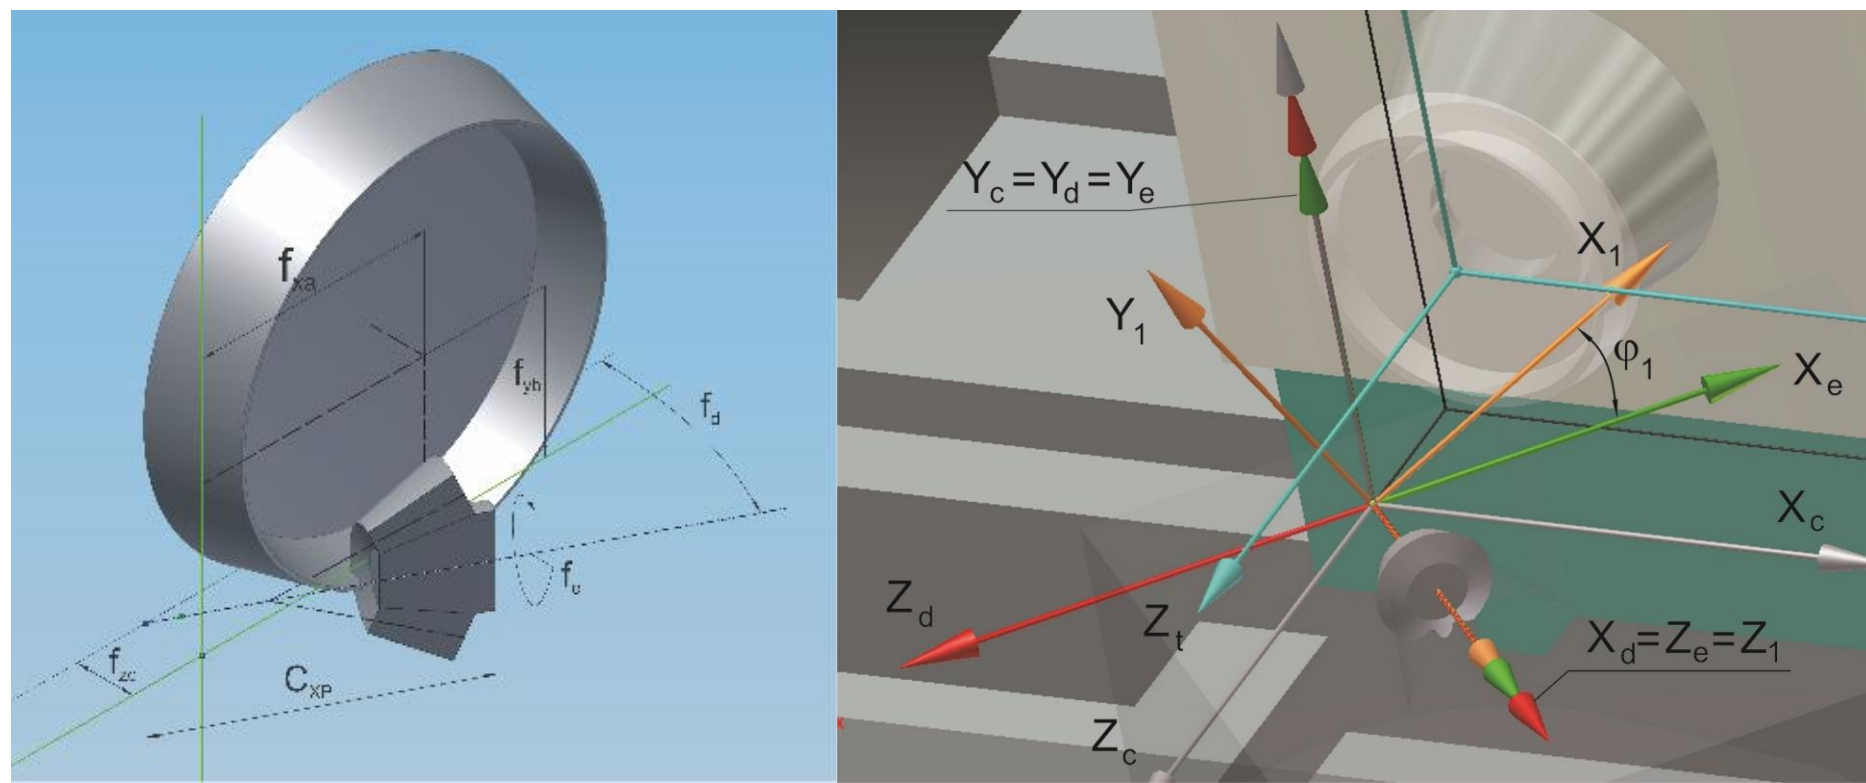 f_xa
f_yb
f_d
f_c
f_zc
C_XP
Y_c=Y_d=Y_e
X_1
Y_1
φ_1
X_e
X_c
Z_d
Z_t
X_d=Z_e=Z_1
Z_c